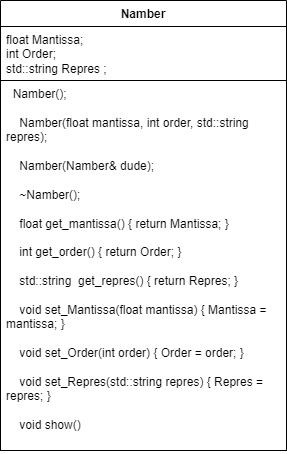 Namber
float Mantissa;
int Order;
std::string Repres ;
Namber();
Namber(float mantissa, int order, std::string
repres);
Namber(Namber& dude);
~Namber();
float get_mantissa() { return Mantissa; }
int get_order() { return Order; }
std::string  get_repres() { return Repres; }
void set_Mantissa(float mantissa) { Mantissa =
mantissa; }
void set_Order(int order) { Order = order; }
void set_Repres(std::string repres) { Repres =
repres; }
void show()